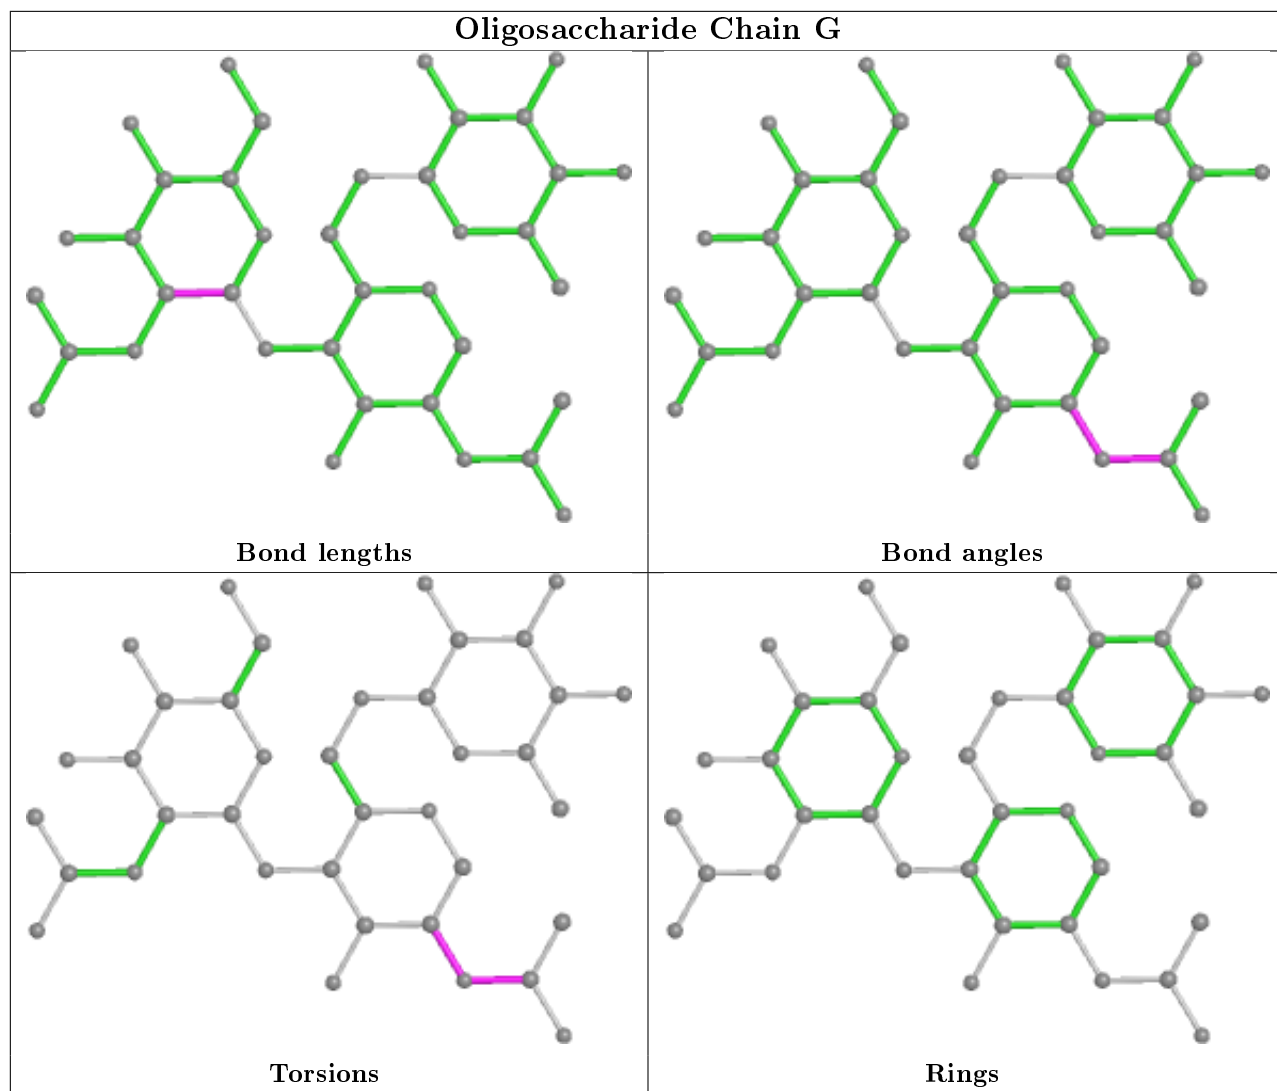 Oligosaccharide Chain G
Bond lengths
Bond angles
Torsions
Rings